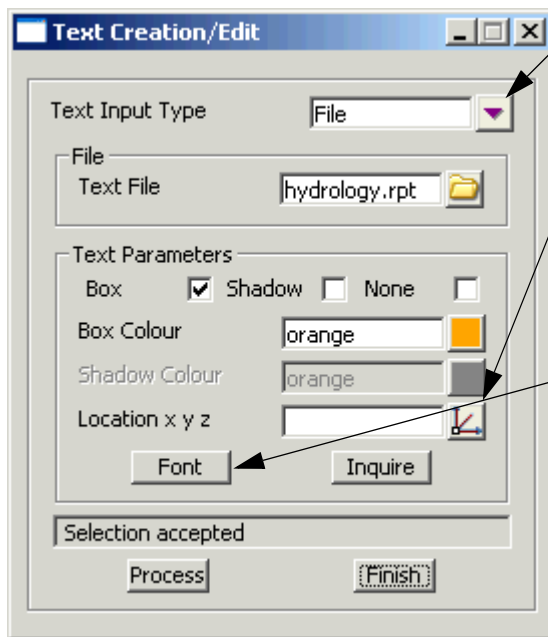 Text Creation/Edit
Text Input Type File
File
Text File hydrology.rpt
Text Parameters
Box Shadow None
Box Colour orange
Shadow Colour orange
Location x y z
Font Inquire
Selection accepted
Process Finish